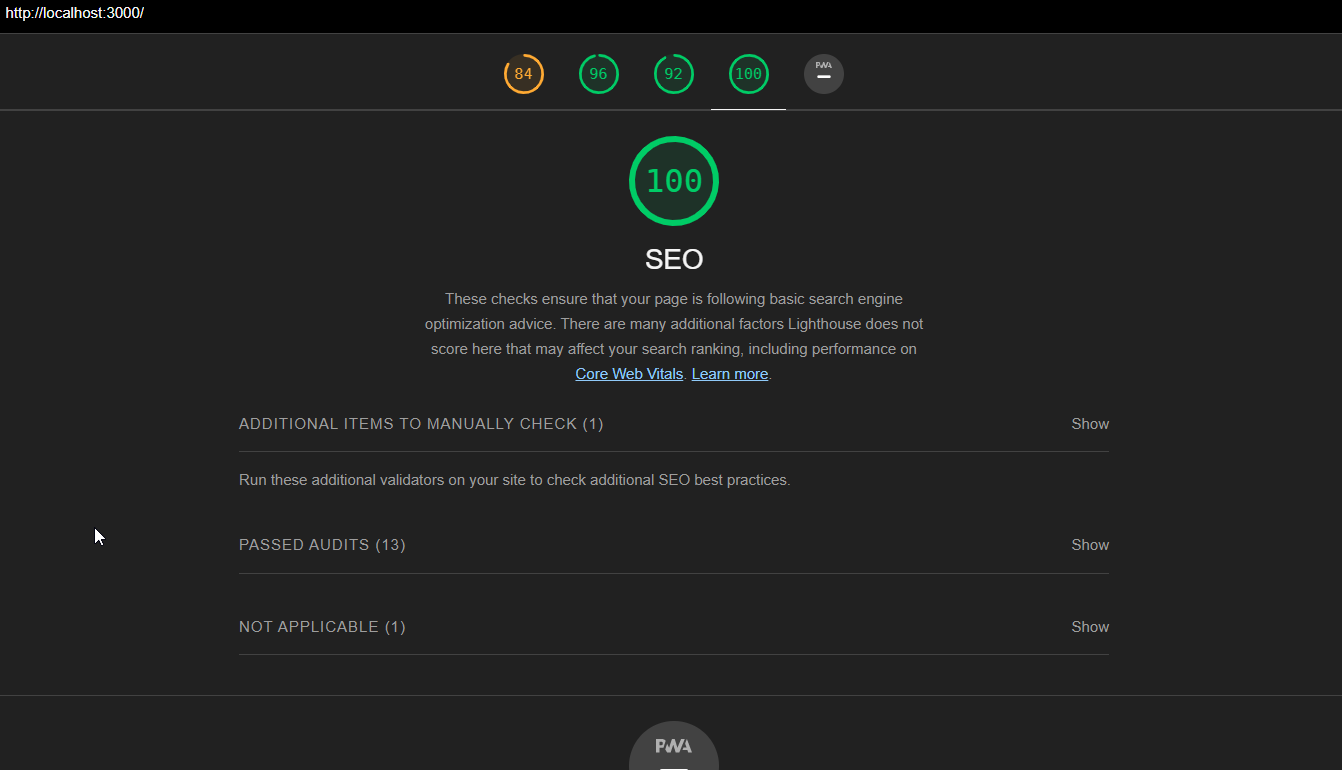 http://localhost:3000/
84
96
92
100
PWA
100
SEO
These checks ensure that your page is following basic search engine
optimization advice. There are many additional factors Lighthouse does not
score here that may affect your search ranking, including performance on
Core Web Vitals. Learn more.
ADDITIONAL ITEMS TO MANUALLY CHECK (1)
Show
Run these additional validators on your site to check additional SEO best practices.
PASSED AUDITS (13)
Show
NOT APPLICABLE (1)
Show
PWA